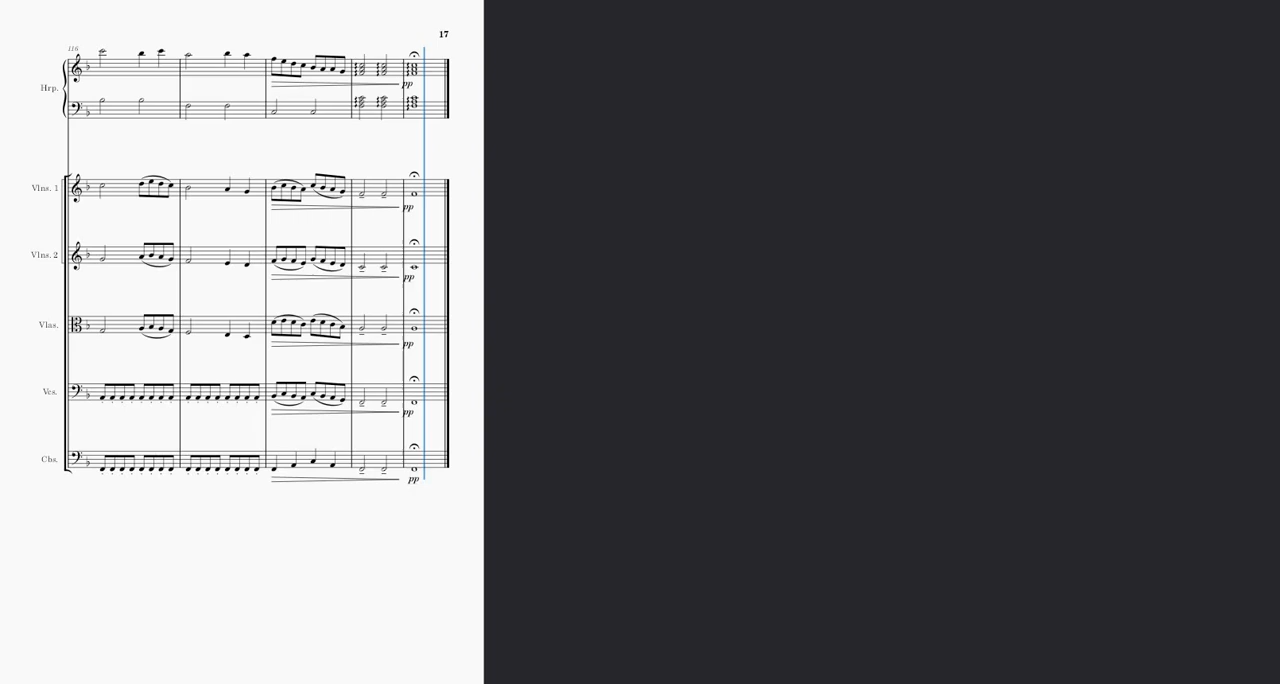 17
116
Hrp.
pp
Vlns. 1
pp
Vlns. 2
pp
Vlas.
pp
Vcs.
pp
Cbs.
pp